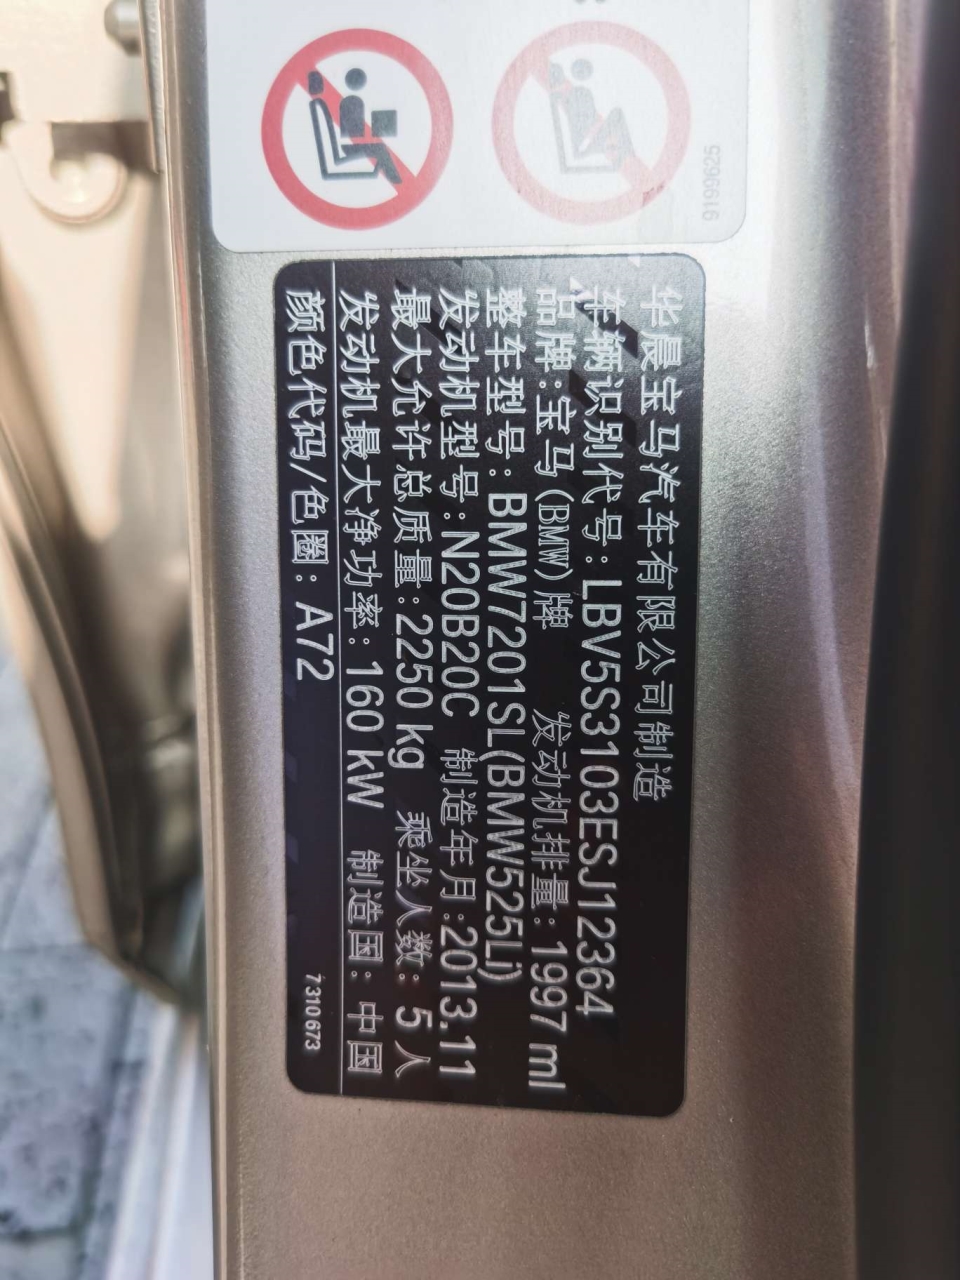 9199625
华晨宝马汽车有限公司制造
车辆识别代号:LBV5S3103ESJ12364
品牌:宝马(BMW)牌 发动机排量:1997 ml
整车型号:BMW7201SL(BMW525Li)
发动机型号:N20B20C 制造年月:2013.11
最大允许总质量:2250 kg 乘坐人数:5 人
发动机最大净功率:160 kW 制造国:中国
颜色代码/色圈:A72
7310673